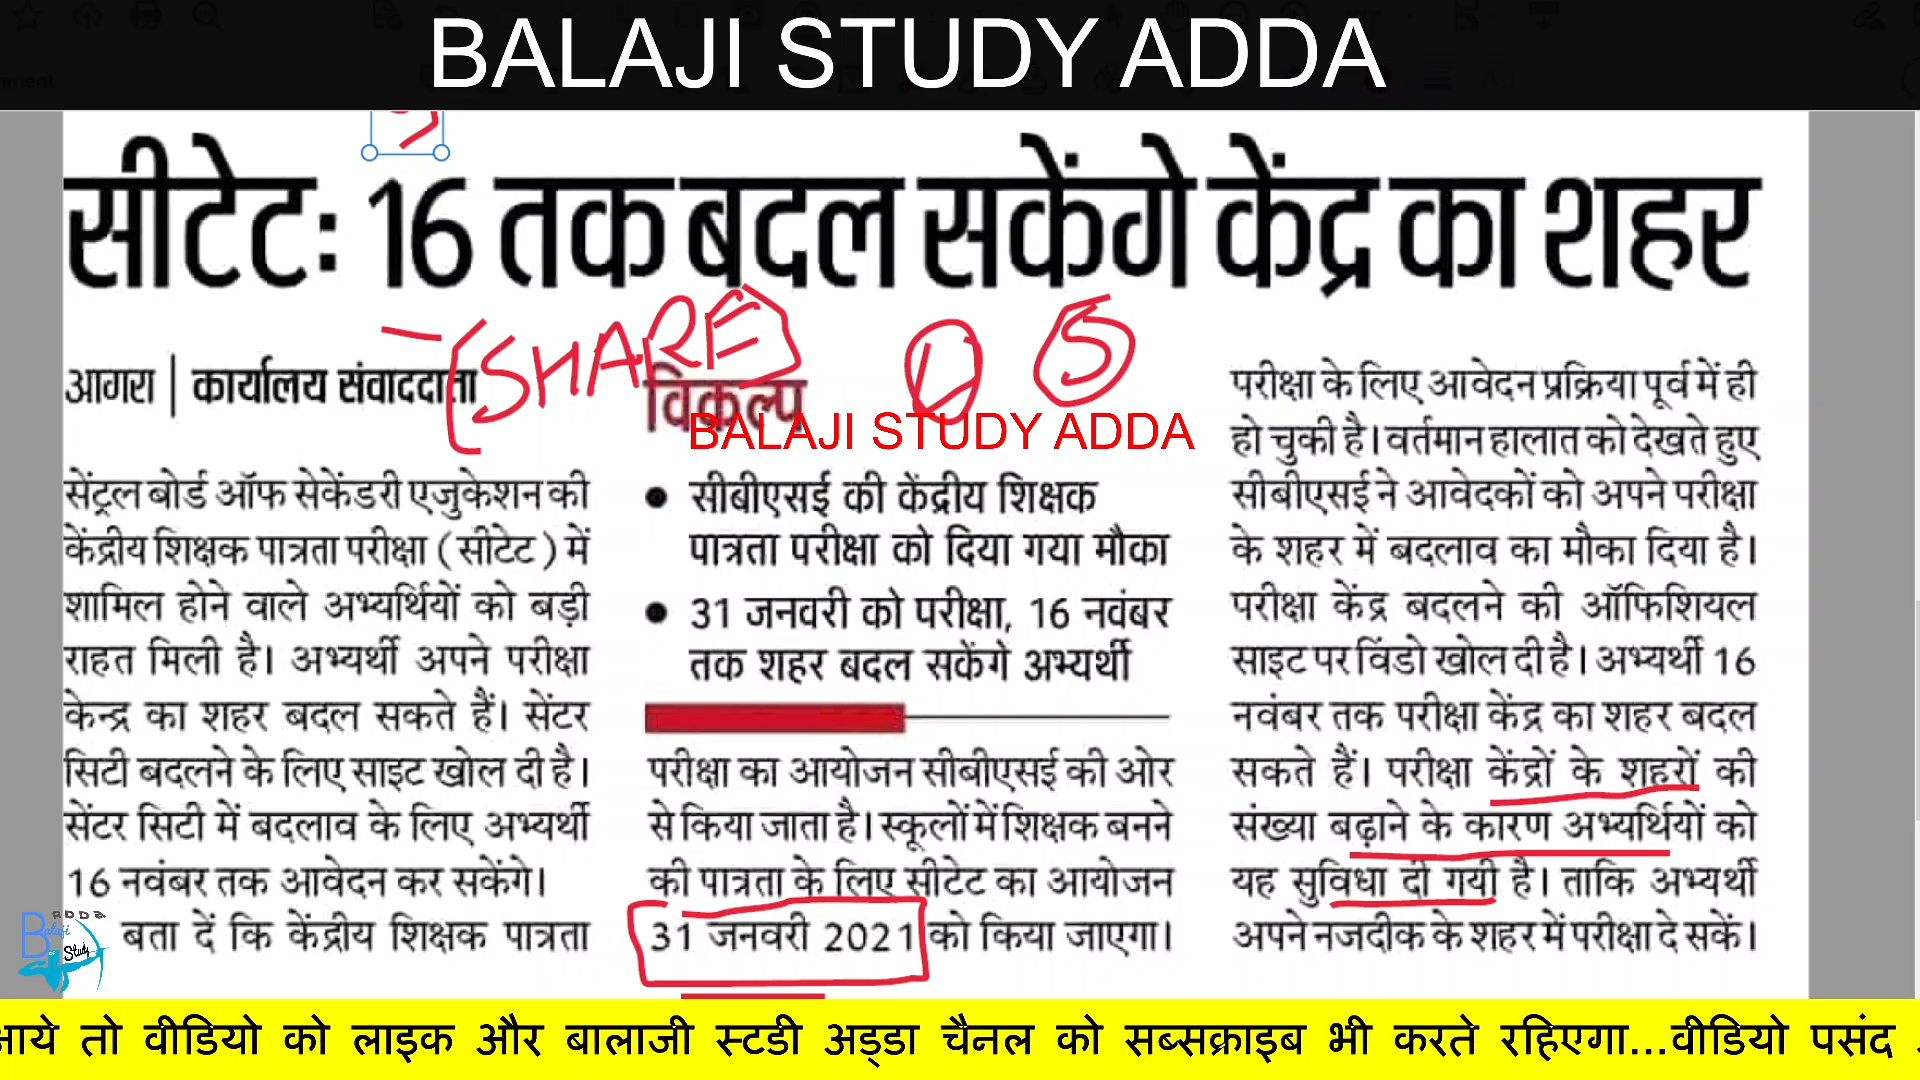 BALAJI STUDY ADDA
सीटेट: 16 तक बदल सकेंगे केंद्र का शहर
(SHARE)
L
S
आगरा | कार्यालय संवाददाता
सेंट्रल बोर्ड ऑफ सेकेंडरी एजुकेशन की
केंद्रीय शिक्षक पात्रता परीक्षा (सीटेट) में
शामिल होने वाले अभ्यर्थियों को बड़ी
राहत मिली है। अभ्यर्थी अपने परीक्षा
केन्द्र का शहर बदल सकते हैं। सेंटर
सिटी बदलने के लिए साइट खोल दी है।
सेंटर सिटी में बदलाव के लिए अभ्यर्थी
16 नवंबर तक आवेदन कर सकेंगे।
बता दें कि केंद्रीय शिक्षक पात्रता
विकल्प
BALAJI STUDY ADDA
● सीबीएसई की केंद्रीय शिक्षक
पात्रता परीक्षा को दिया गया मौका
● 31 जनवरी को परीक्षा, 16 नवंबर
तक शहर बदल सकेंगे अभ्यर्थी
परीक्षा का आयोजन सीबीएसई की ओर
से किया जाता है। स्कूलों में शिक्षक बनने
की पात्रता के लिए सीटेट का आयोजन
31 जनवरी 2021 को किया जाएगा।
परीक्षा के लिए आवेदन प्रक्रिया पूर्व में ही
हो चुकी है। वर्तमान हालात को देखते हुए
सीबीएसई ने आवेदकों को अपने परीक्षा
के शहर में बदलाव का मौका दिया है।
परीक्षा केंद्र बदलने की ऑफिशियल
साइट पर विंडो खोल दी है। अभ्यर्थी 16
नवंबर तक परीक्षा केंद्र का शहर बदल
सकते हैं। परीक्षा केंद्रों के शहरों की
संख्या बढ़ाने के कारण अभ्यर्थियों को
यह सुविधा दी गयी है। ताकि अभ्यर्थी
अपने नजदीक के शहर में परीक्षा दे सकें।
Balaji Study ADDA
आये तो वीडियो को लाइक और बालाजी स्टडी अड्डा चैनल को सब्सक्राइब भी करते रहिएगा...वीडियो पसंद